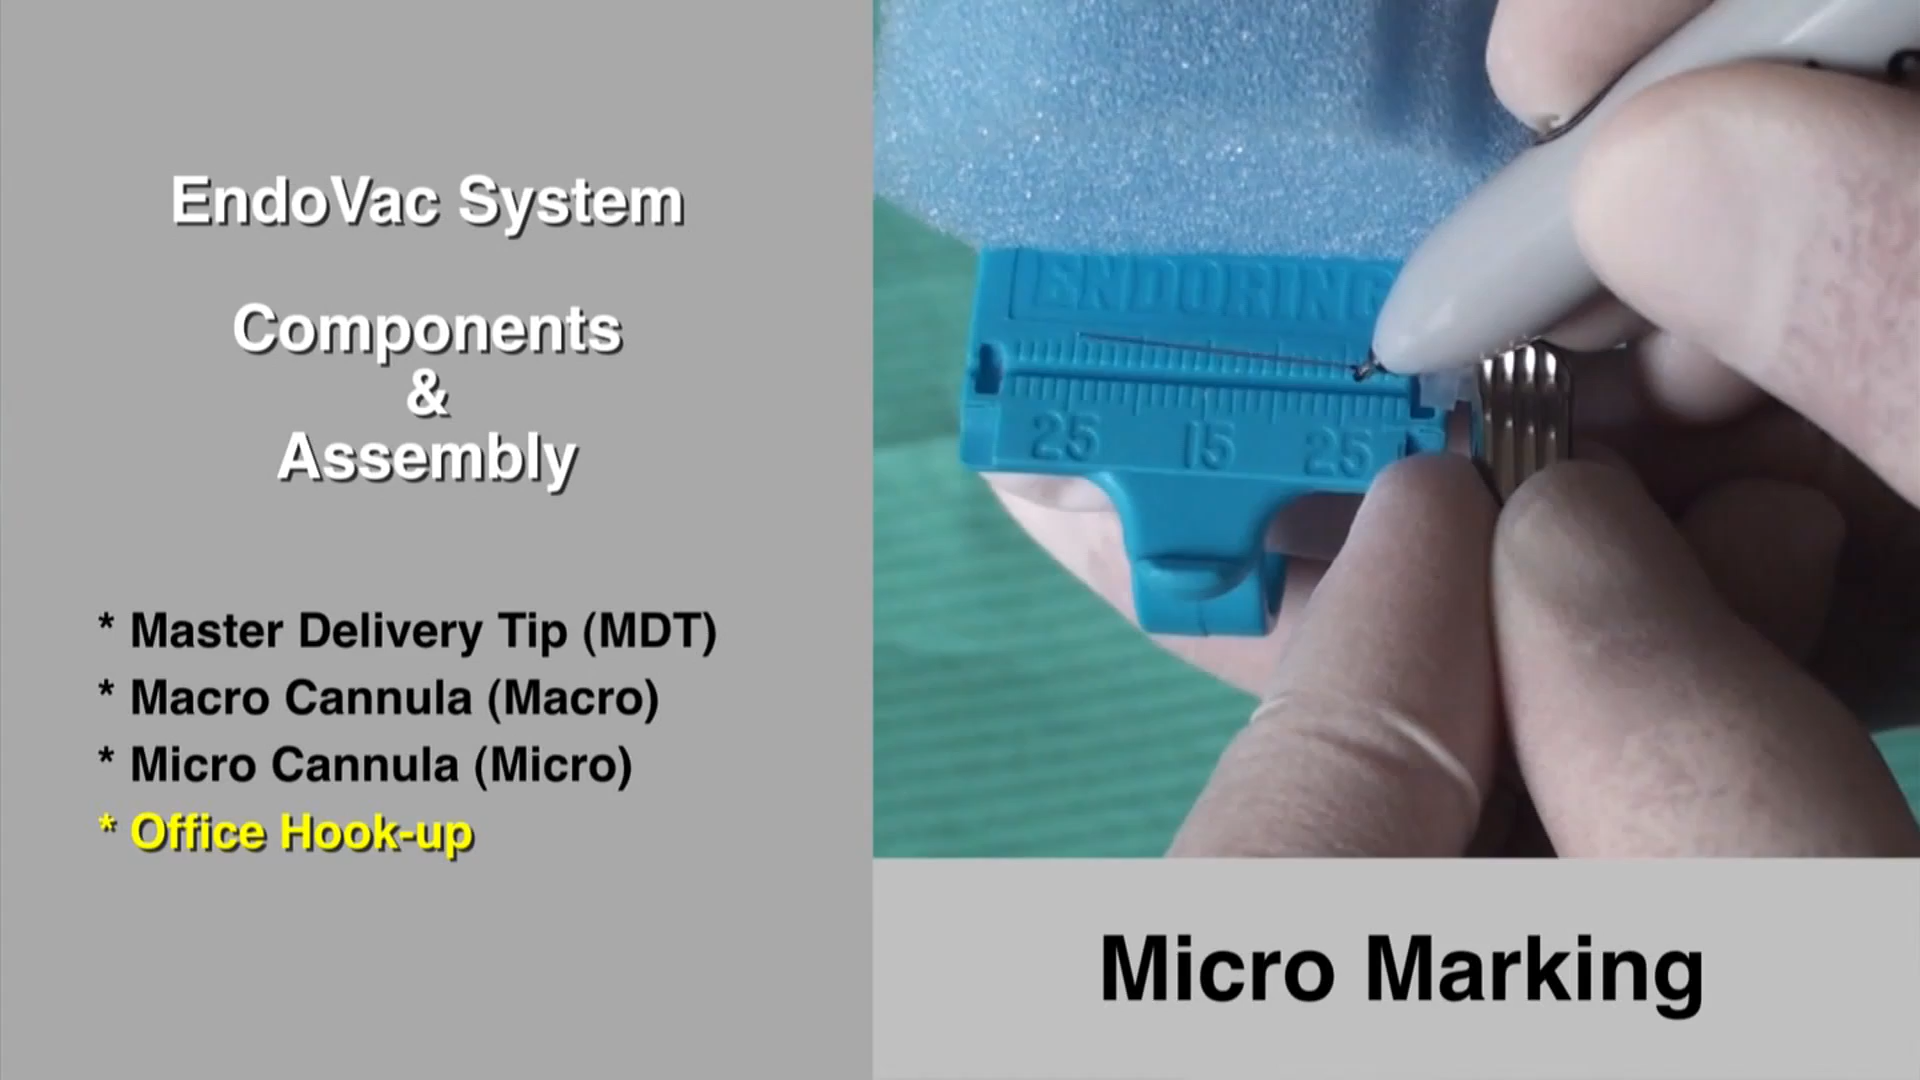 EndoVac System
Components
&
Assembly
* Master Delivery Tip (MDT)
* Macro Cannula (Macro)
* Micro Cannula (Micro)
* Office Hook-up
ENDORING
25 15 25
Micro Marking